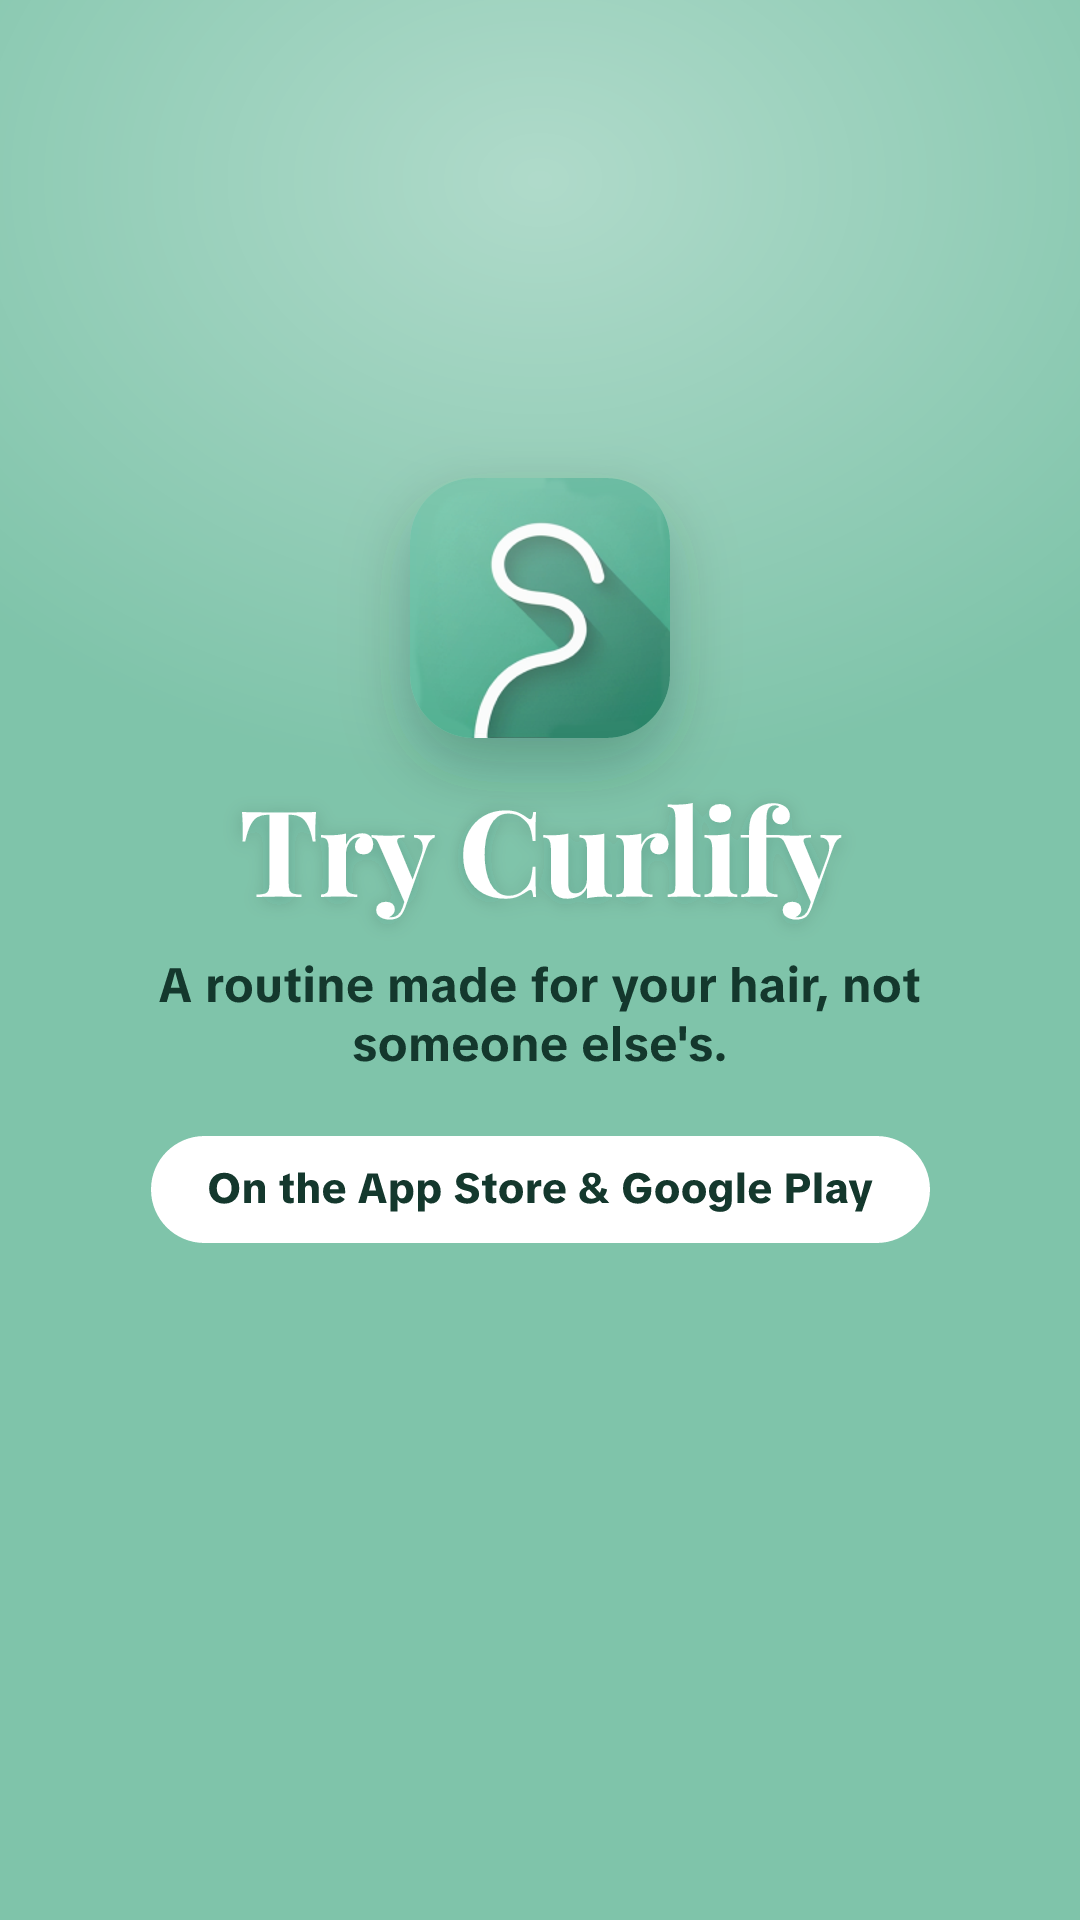 Try Curlify
A routine made for your hair, not
someone else's.
On the App Store & Google Play